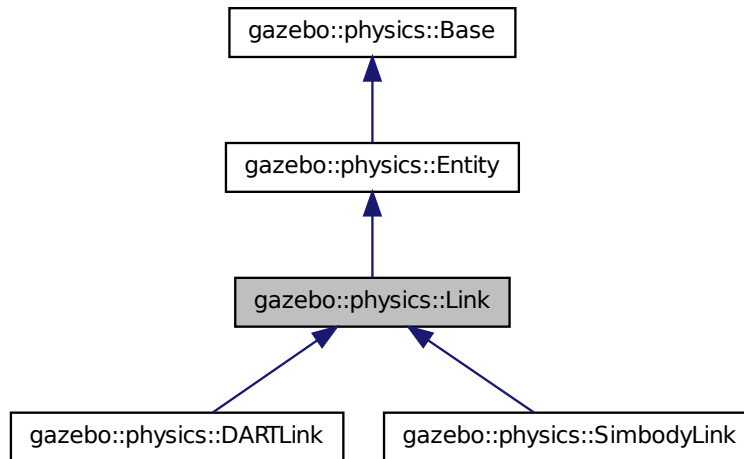 gazebo::physics::Base
gazebo::physics::Entity
gazebo::physics::Link
gazebo::physics::DARTLink
gazebo::physics::SimbodyLink